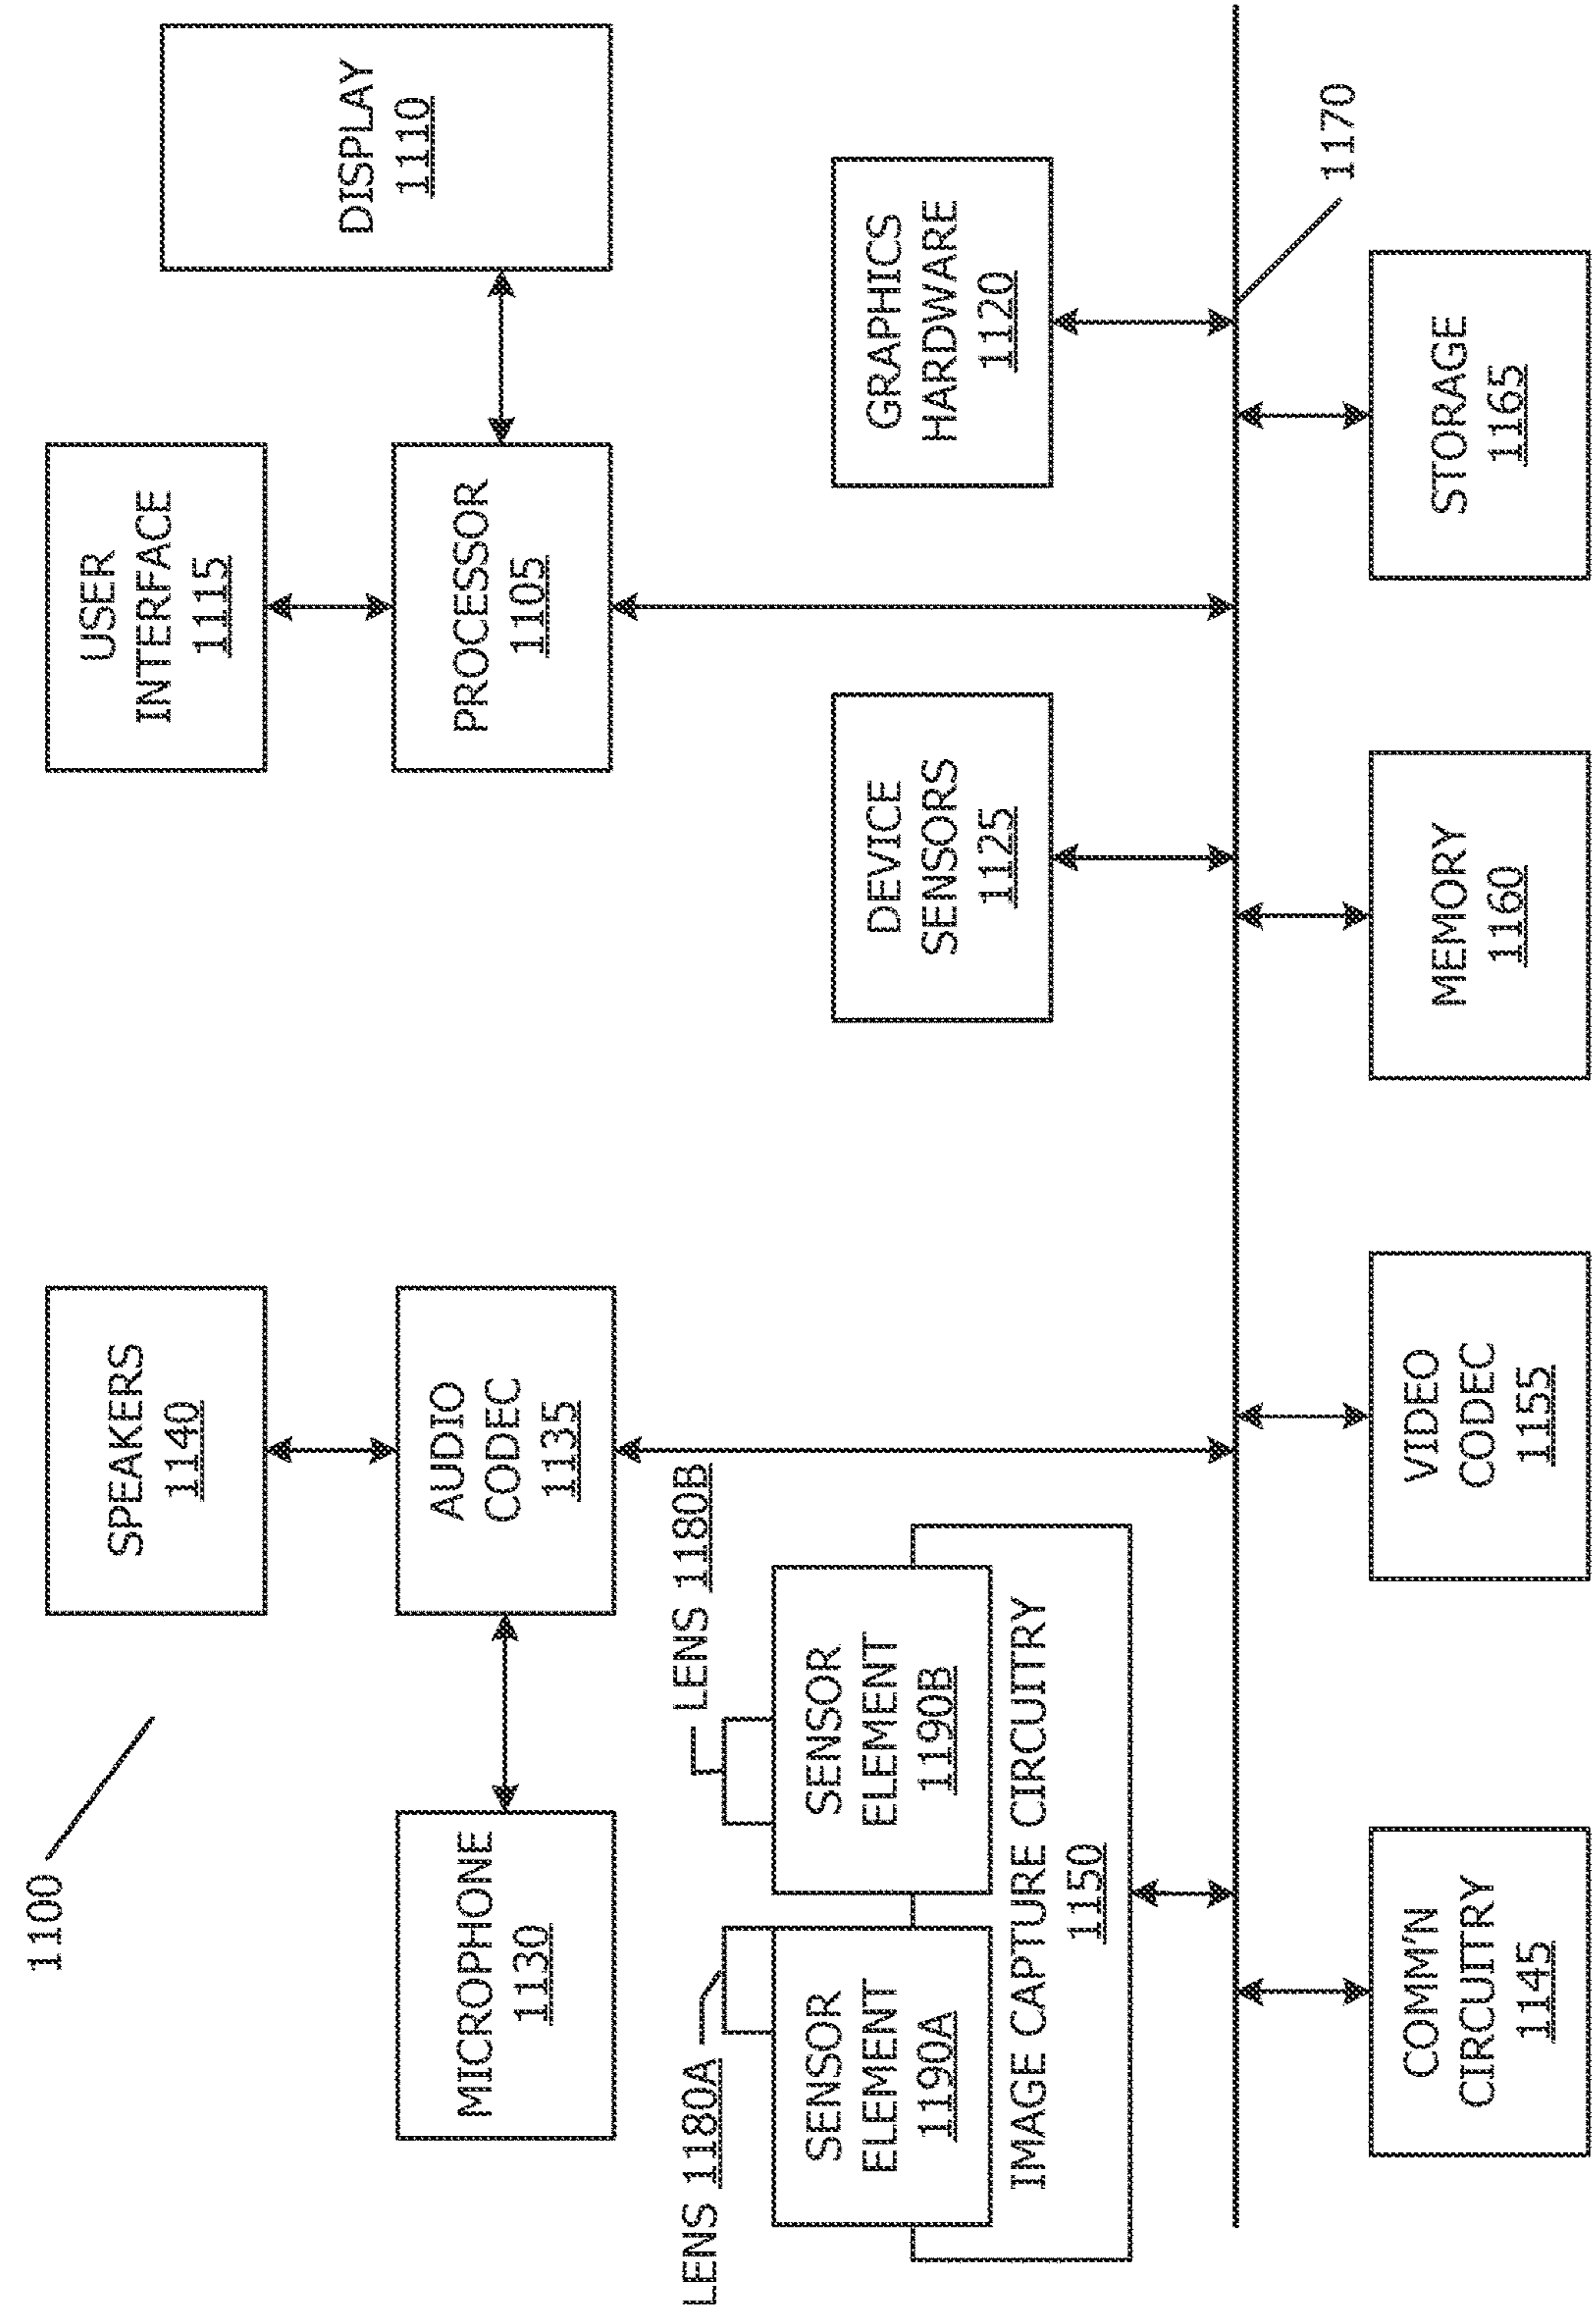 1100
SPEAKERS
1140
USER
INTERFACE
1115
MICROPHONE
1130
AUDIO
CODEC
1135
PROCESSOR
1105
DISPLAY
1110
LENS 1180A
LENS 1180B
SENSOR
ELEMENT
1190A
SENSOR
ELEMENT
1190B
IMAGE CAPTURE CIRCUITRY
1150
DEVICE
SENSORS
1125
GRAPHICS
HARDWARE
1120
1170
COMM'N
CIRCUITRY
1145
VIDEO
CODEC
1155
MEMORY
1160
STORAGE
1165